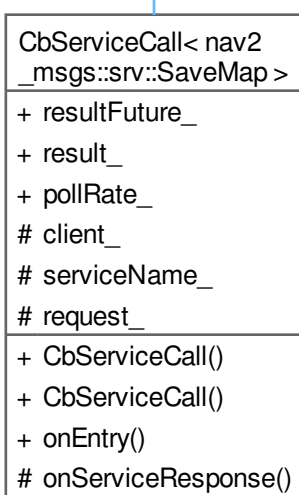 CbServiceCall< nav2
_msgs::srv::SaveMap >
+ resultFuture_
+ result_
+ pollRate_
# client_
# serviceName_
# request_
+ CbServiceCall()
+ CbServiceCall()
+ onEntry()
# onServiceResponse()